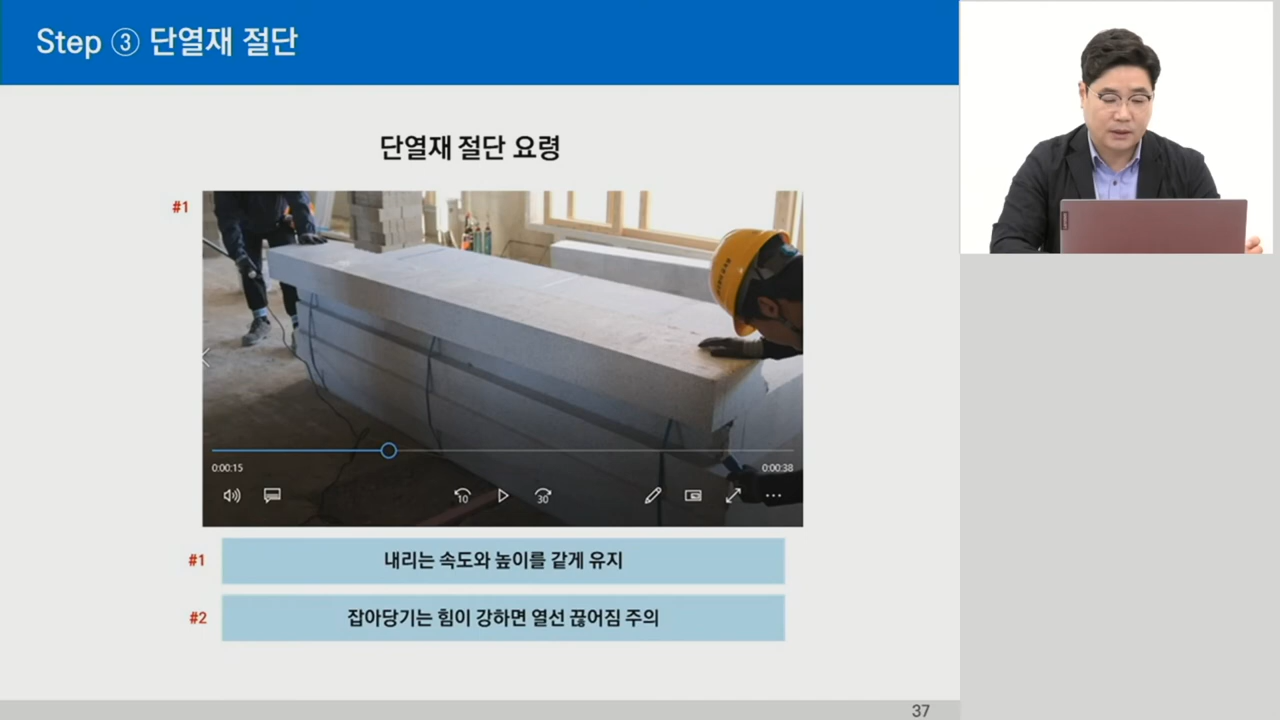 Step ③ 단열재 절단
단열재 절단 요령
#1
0:00:15
0:00:38
10
30
#1 내리는 속도와 높이를 같게 유지
#2 잡아당기는 힘이 강하면 열선 끊어짐 주의
37